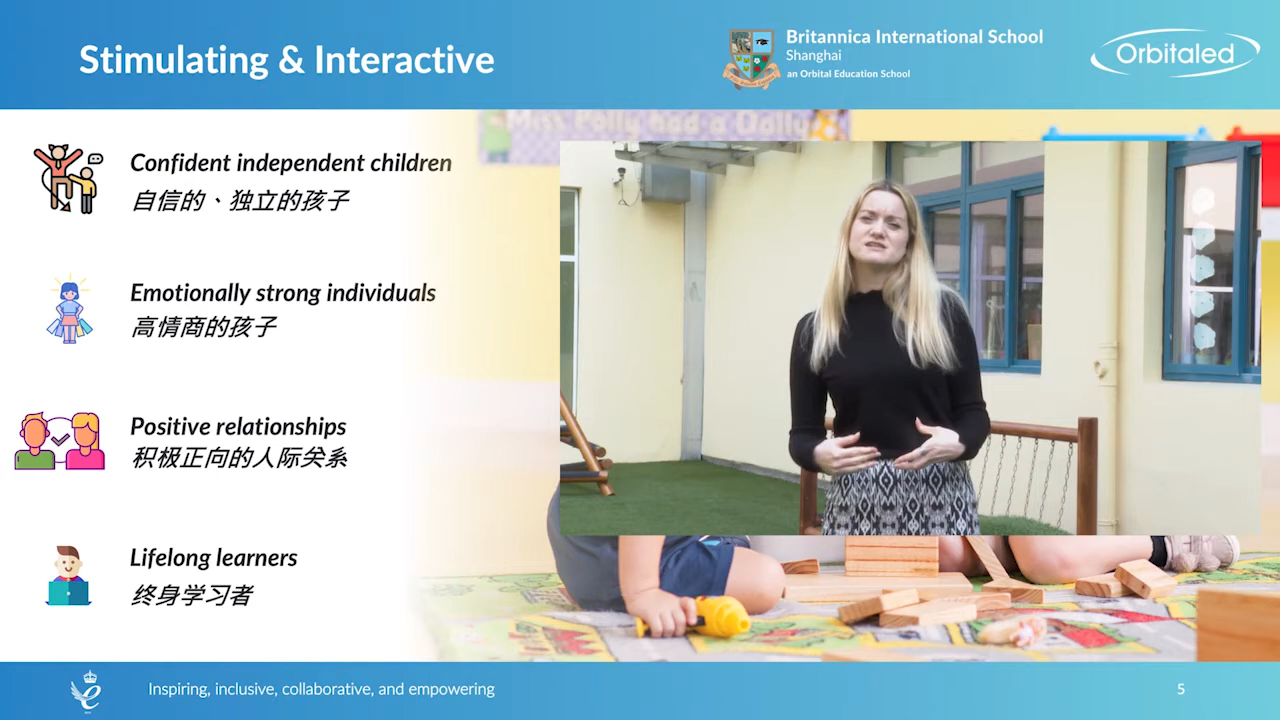 Stimulating & Interactive
Britannica International School
Shanghai
an Orbital Education School
Orbitaled
Miss Polly had a Dolly
Confident independent children
自信的、独立的孩子
Emotionally strong individuals
高情商的孩子
Positive relationships
积极正向的人际关系
Lifelong learners
终身学习者
Inspiring, inclusive, collaborative, and empowering
5